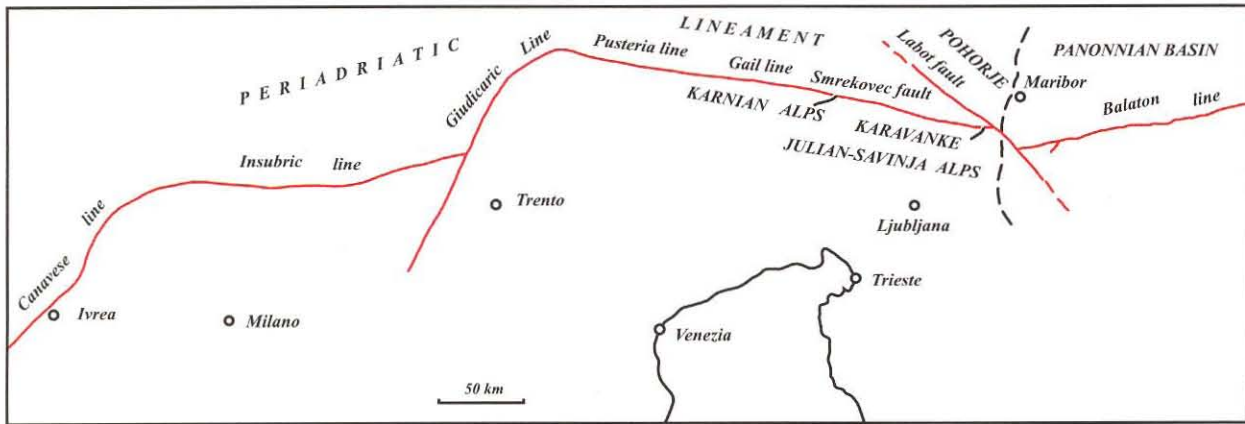 PERIADRIATIC
LINEAMENT
Canavese line
Insubric line
Giudicaric Line
Pusteria line
Gail line
Smrekovec fault
Labot fault
POHORJE
PANONNIAN BASIN
Maribor
Balaton line
KARNIAN ALPS
KARAVANKE
JULIAN-SAVINJA ALPS
Trento
Ljubljana
Trieste
Ivrea
Milano
Venezia
50 km